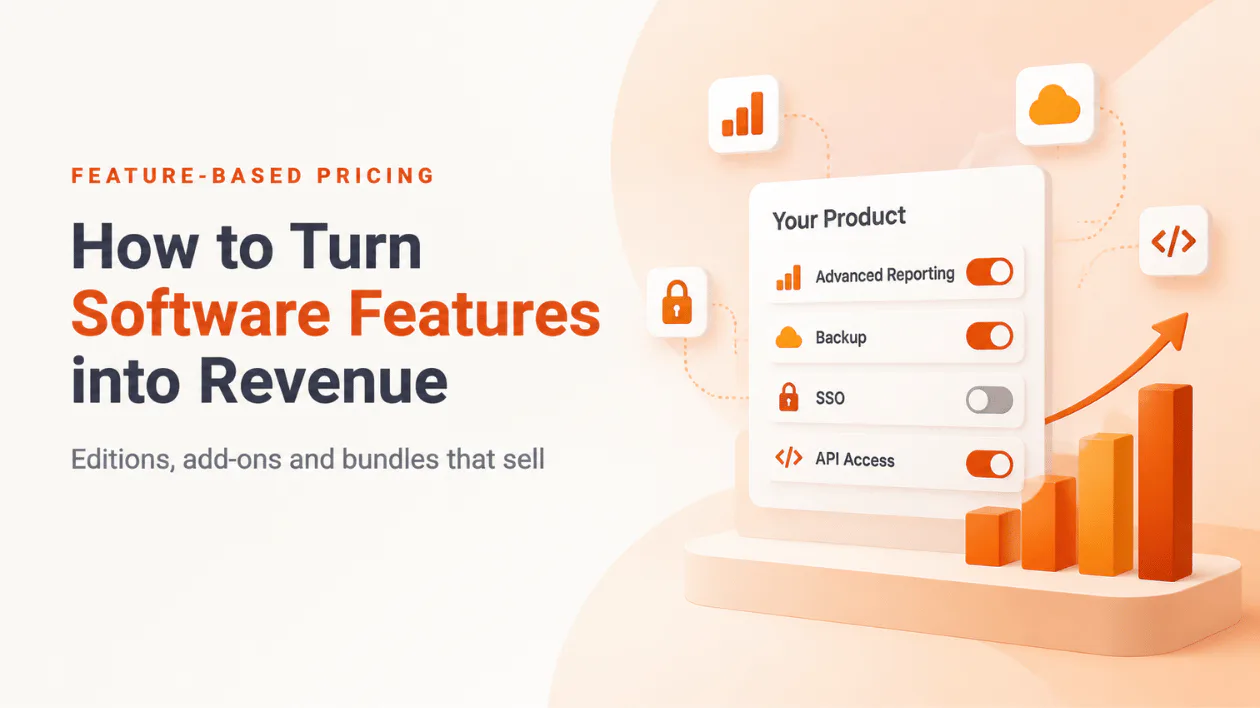 FEATURE-BASED PRICING
How to Turn
Software Features
into Revenue
Editions, add-ons and bundles that sell
Your Product
Advanced Reporting
Backup
SSO
</> API Access
</>